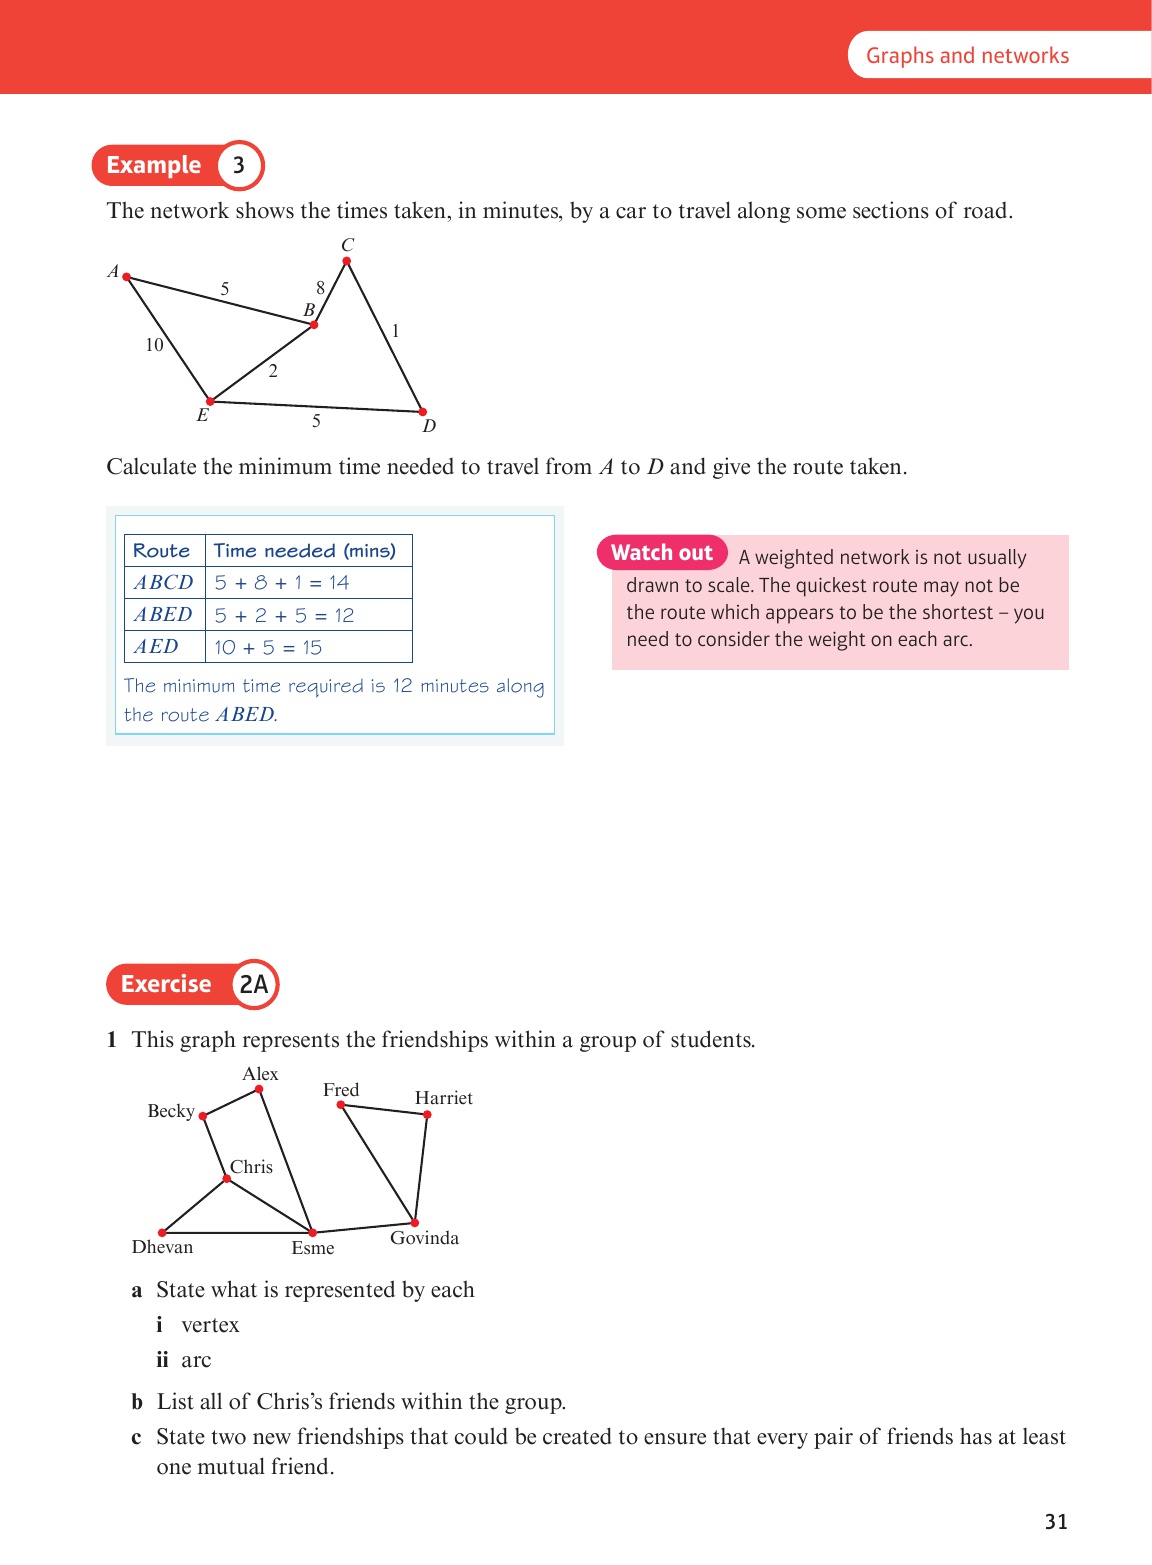 Graphs and networks
Example 3
The network shows the times taken, in minutes, by a car to travel along some sections of road.
C
A
5
8
B
10
1
2
E
5
D
Calculate the minimum time needed to travel from A to D and give the route taken.
Route Time needed (mins)
ABCD 5 + 8 + 1 = 14
ABED 5 + 2 + 5 = 12
AED 10 + 5 = 15
The minimum time required is 12 minutes along
the route ABED.
Watch out A weighted network is not usually
drawn to scale. The quickest route may not be
the route which appears to be the shortest – you
need to consider the weight on each arc.
Exercise 2A
1 This graph represents the friendships within a group of students.
Alex
Fred
Harriet
Becky
Chris
Dhevan
Esme
Govinda
a State what is represented by each
i vertex
ii arc
b List all of Chris’s friends within the group.
c State two new friendships that could be created to ensure that every pair of friends has at least
one mutual friend.
31